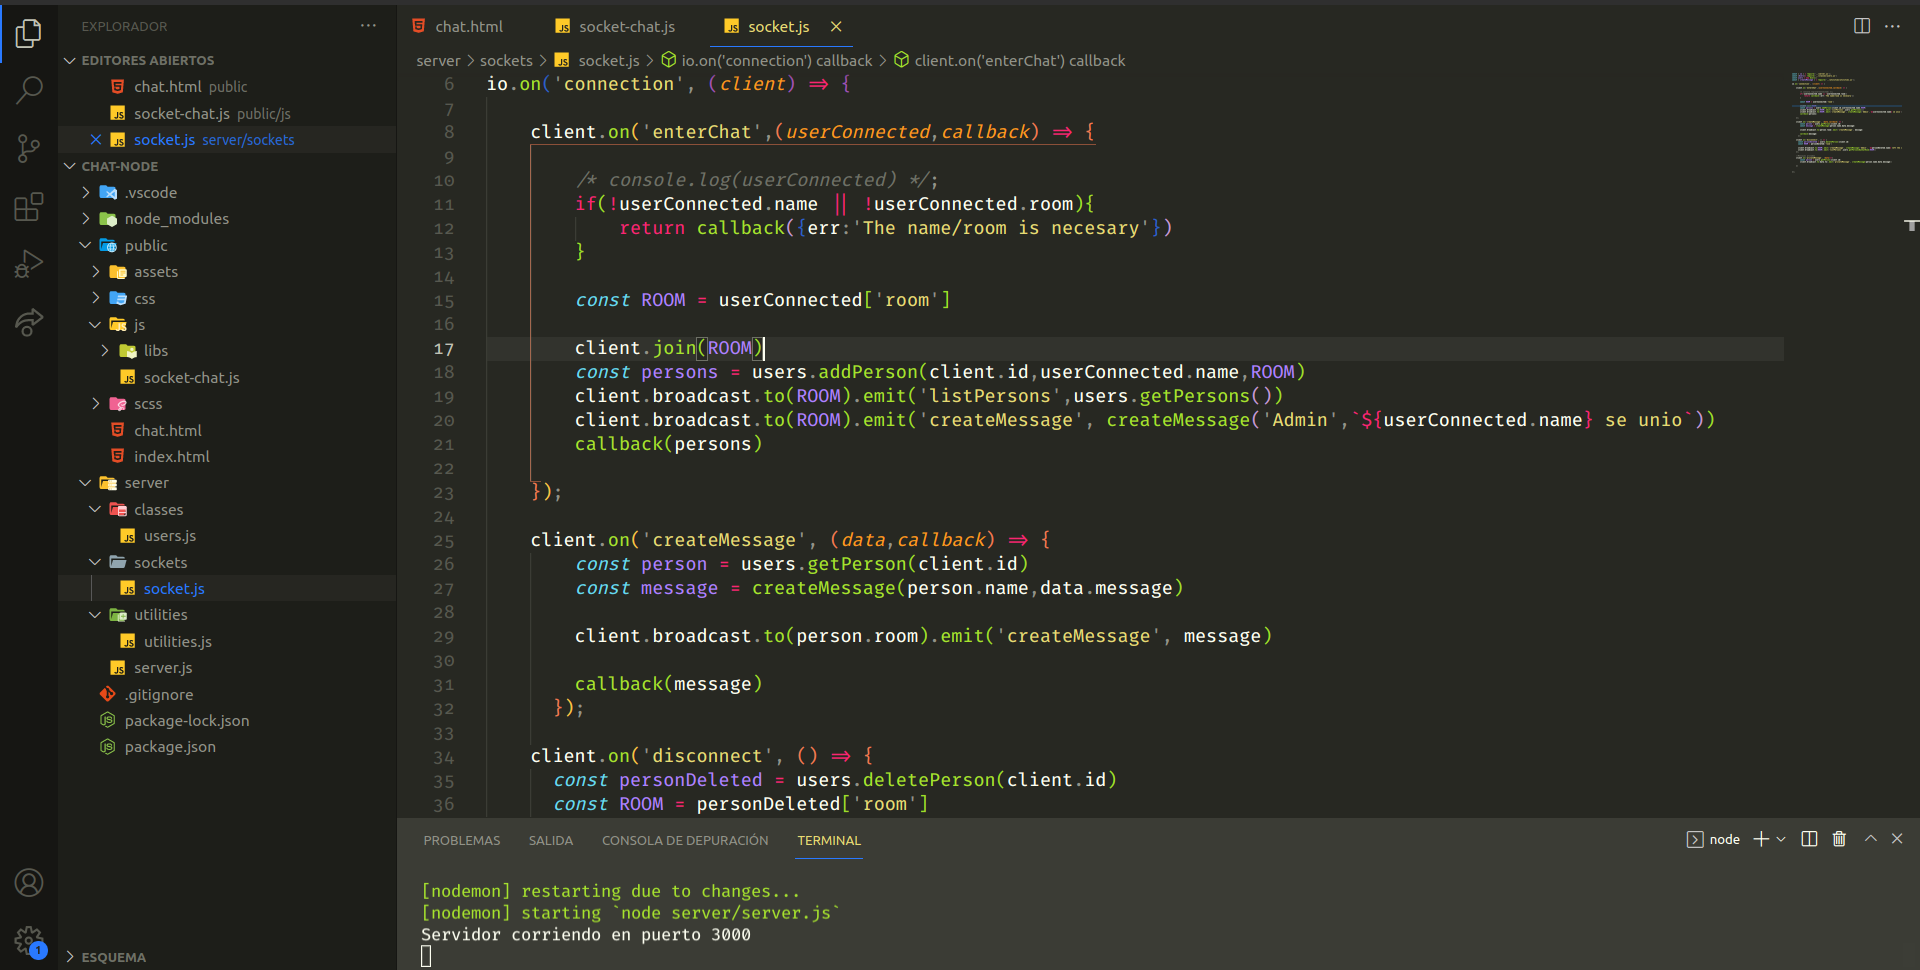 EXPLORADOR
EDITORES ABIERTOS
chat.html public
socket-chat.js public/js
socket.js server/sockets
CHAT-NODE
.vscode
node_modules
public
assets
css
js
libs
socket-chat.js
scss
chat.html
index.html
server
classes
users.js
sockets
socket.js
utilities
utilities.js
server.js
.gitignore
package-lock.json
package.json
ESQUEMA
1
chat.html
socket-chat.js
socket.js
server > sockets > socket.js > io.on('connection') callback > client.on('enterChat') callback
6 io.on('connection', (client) => {
7
8 client.on('enterChat',(userConnected,callback) => {
9
10 /* console.log(userConnected) */;
11 if(!userConnected.name || !userConnected.room){
12 return callback({err:'The name/room is necesary'})
13 }
14
15 const ROOM = userConnected['room']
16
17 client.join(ROOM)
18 const persons = users.addPerson(client.id,userConnected.name,ROOM)
19 client.broadcast.to(ROOM).emit('listPersons',users.getPersons())
20 client.broadcast.to(ROOM).emit('createMessage', createMessage('Admin',`${userConnected.name} se unio`))
21 callback(persons)
22
23 });
24
25 client.on('createMessage', (data,callback) => {
26 const person = users.getPerson(client.id)
27 const message = createMessage(person.name,data.message)
28
29 client.broadcast.to(person.room).emit('createMessage', message)
30
31 callback(message)
32 });
33
34 client.on('disconnect', () => {
35 const personDeleted = users.deletePerson(client.id)
36 const ROOM = personDeleted['room']
PROBLEMAS SALIDA CONSOLA DE DEPURACIÓN TERMINAL
node
[nodemon] restarting due to changes...
[nodemon] starting `node server/server.js`
Servidor corriendo en puerto 3000